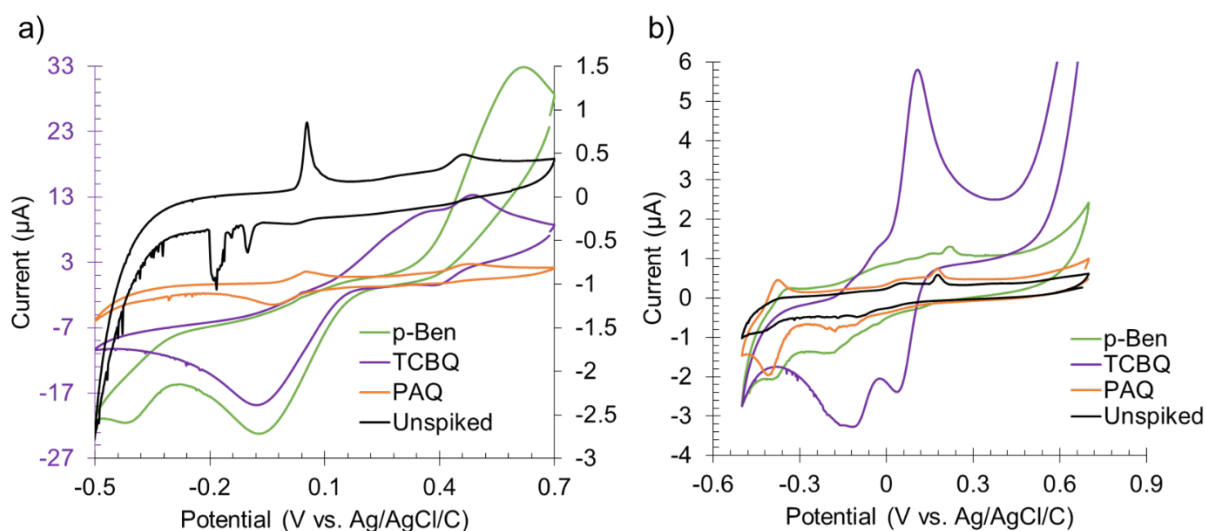 a)
33
23
13
3
-7
-17
-27
Current (µA)
1.5
1
0.5
0
-0.5
-1
-1.5
-2
-2.5
-3
p-Ben
TCBQ
PAQ
Unspiked
-0.5 -0.2 0.1 0.4 0.7
Potential (V vs. Ag/AgCl/C)
b)
6
5
4
3
2
1
0
-1
-2
-3
-4
Current (µA)
p-Ben
TCBQ
PAQ
Unspiked
-0.6 -0.3 0 0.3 0.6 0.9
Potential (V vs. Ag/AgCl/C)